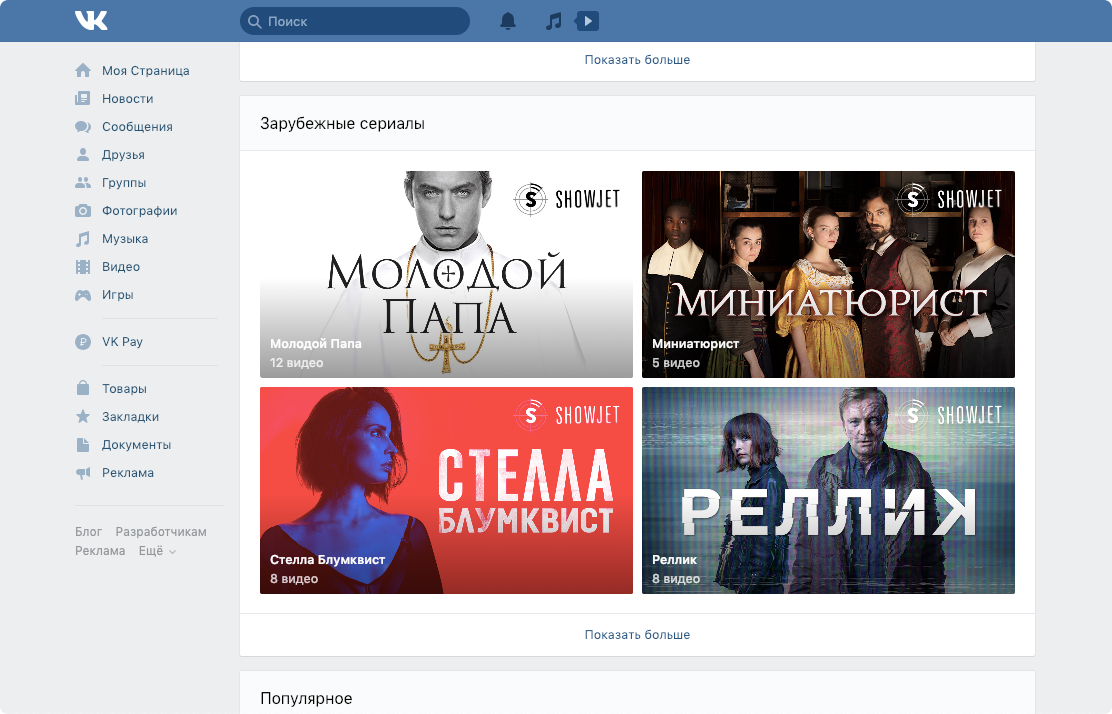 VK
Поиск
Моя Страница
Новости
Сообщения
Друзья
Группы
Фотографии
Музыка
Видео
Игры
VK Pay
Товары
Закладки
Документы
Реклама
Блог Разработчикам
Реклама Ещё
Показать больше
Зарубежные сериалы
S SHOWJET
МОЛОДОЙ
ПАПА
Молодой Папа
12 видео
S SHOWJET
МИНИАТЮРИСТ
Миниатюрист
5 видео
S SHOWJET
СТЕЛЛА
БЛУМКВИСТ
Стелла Блумквист
8 видео
S SHOWJET
РЕЛЛИК
Реллик
8 видео
Показать больше
Популярное